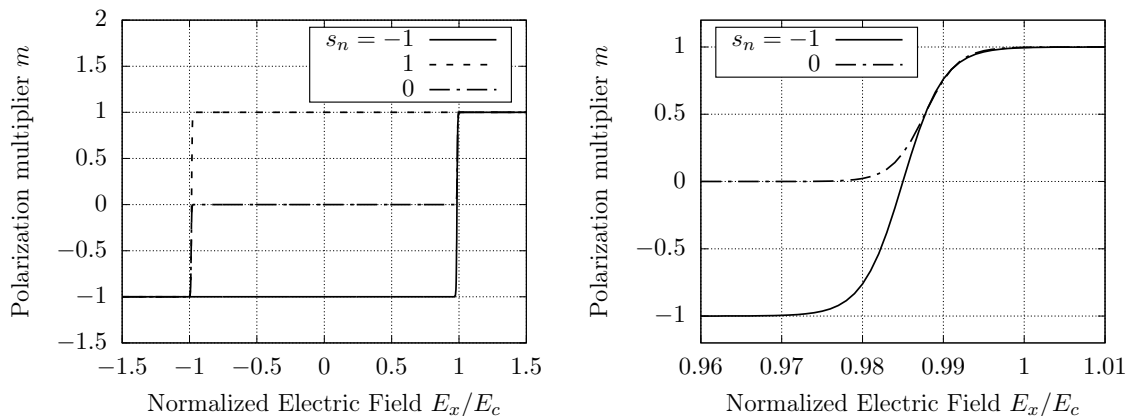 Polarization multiplier m
2
1.5
1
0.5
0
−0.5
−1
−1.5
s_n = −1
1
0
−1.5 −1 −0.5 0 0.5 1 1.5
Normalized Electric Field E_x/E_c
Polarization multiplier m
1
0.5
0
−0.5
−1
s_n = −1
0
0.96 0.97 0.98 0.99 1 1.01
Normalized Electric Field E_x/E_c